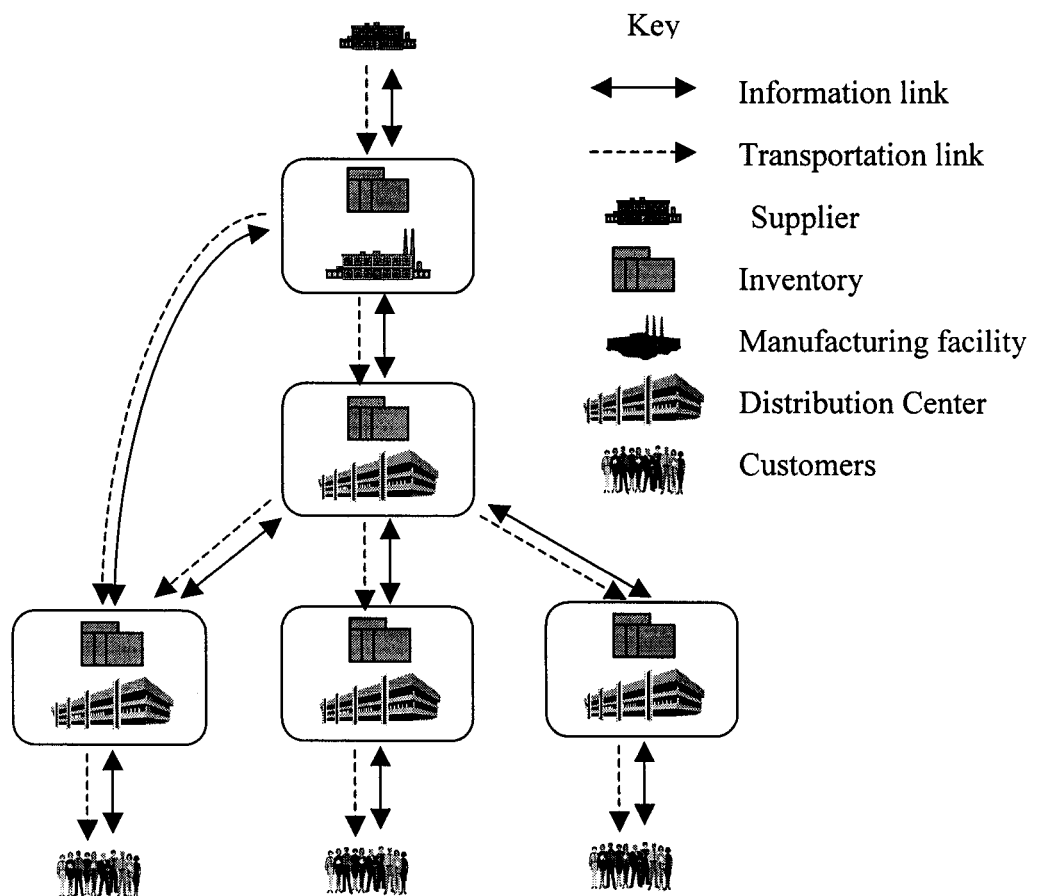 Key
Information link
Transportation link
Supplier
Inventory
Manufacturing facility
Distribution Center
Customers